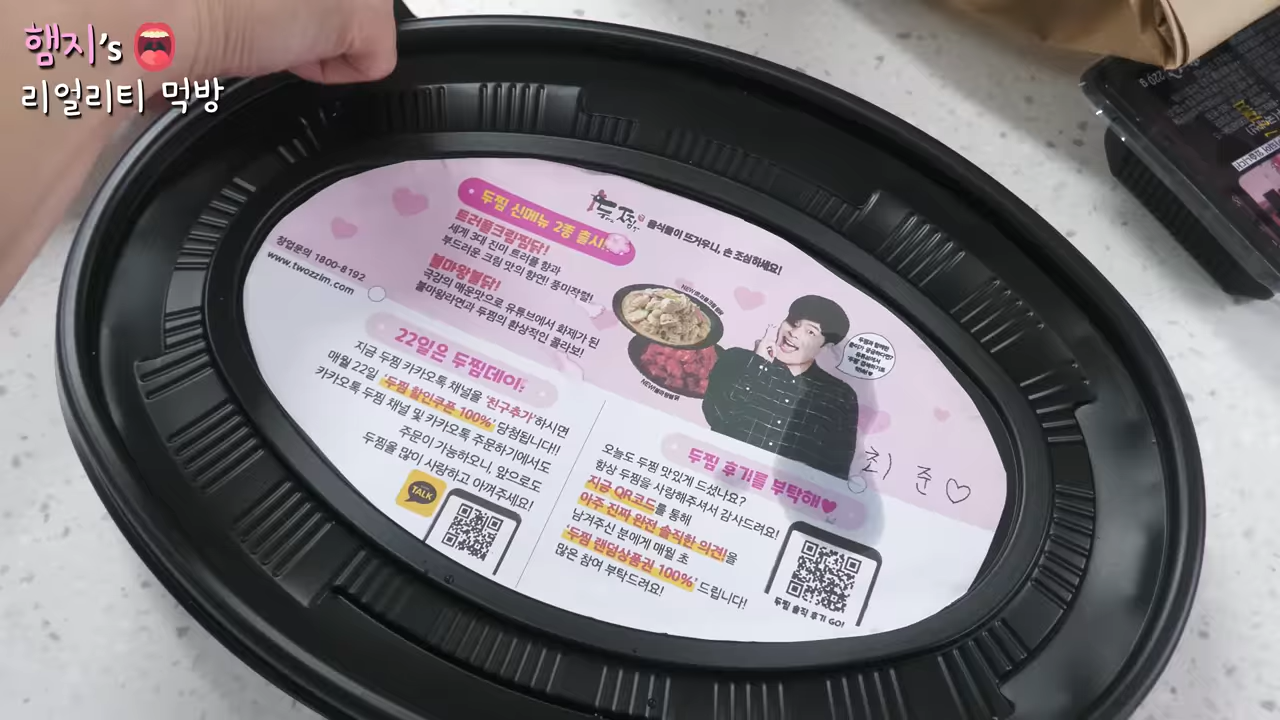 햄지's
리얼리티 먹방
두찜
음식물이 뜨거우니, 손 조심하세요!
두찜 신메뉴 2종 출시!
트러플크림찜닭!
세계 3대 진미 트러플 향과
부드러운 크림 맛의 향연! 풍미작렬!
불마왕불닭!
극강의 매운맛으로 유튜브에서 화제가 된
불마왕라면과 두찜의 환상적인 콜라보!
창업문의 1800-8192
www.twozzim.com
22일은 두찜데이!
지금 두찜 카카오톡 채널을 '친구추가'하시면
매월 22일 '두찜 할인쿠폰 100%' 당첨됩니다!!
카카오톡 두찜 채널 및 카카오톡 주문하기에서도
주문이 가능하오니, 앞으로도
두찜을 많이 사랑하고 아껴주세요!
TALK
최 준♡
두찜 후기를 부탁해♥
오늘도 두찜 맛있게 드셨나요?
항상 두찜을 사랑해주셔서 감사드려요!
지금 QR코드를 통해
아주 진짜 완전 솔직한 의견!을
남겨주신 분에게 매월 초
'두찜 랜덤상품권 100%' 드립니다!
많은 참여 부탁드려요!
두찜 솔직 후기 GO!
220 g